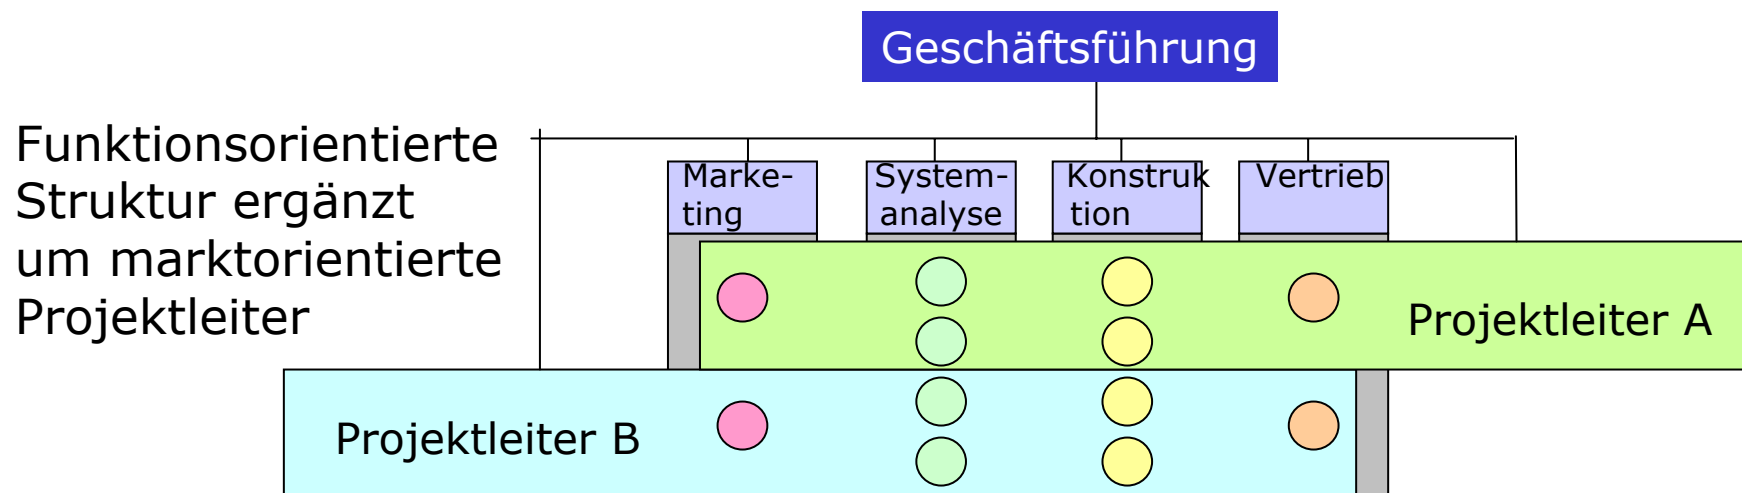 Geschäftsführung
Funktionsorientierte
Struktur ergänzt
um marktorientierte
Projektleiter
Marke-
ting
System-
analyse
Konstruk
tion
Vertrieb
Projektleiter A
Projektleiter B